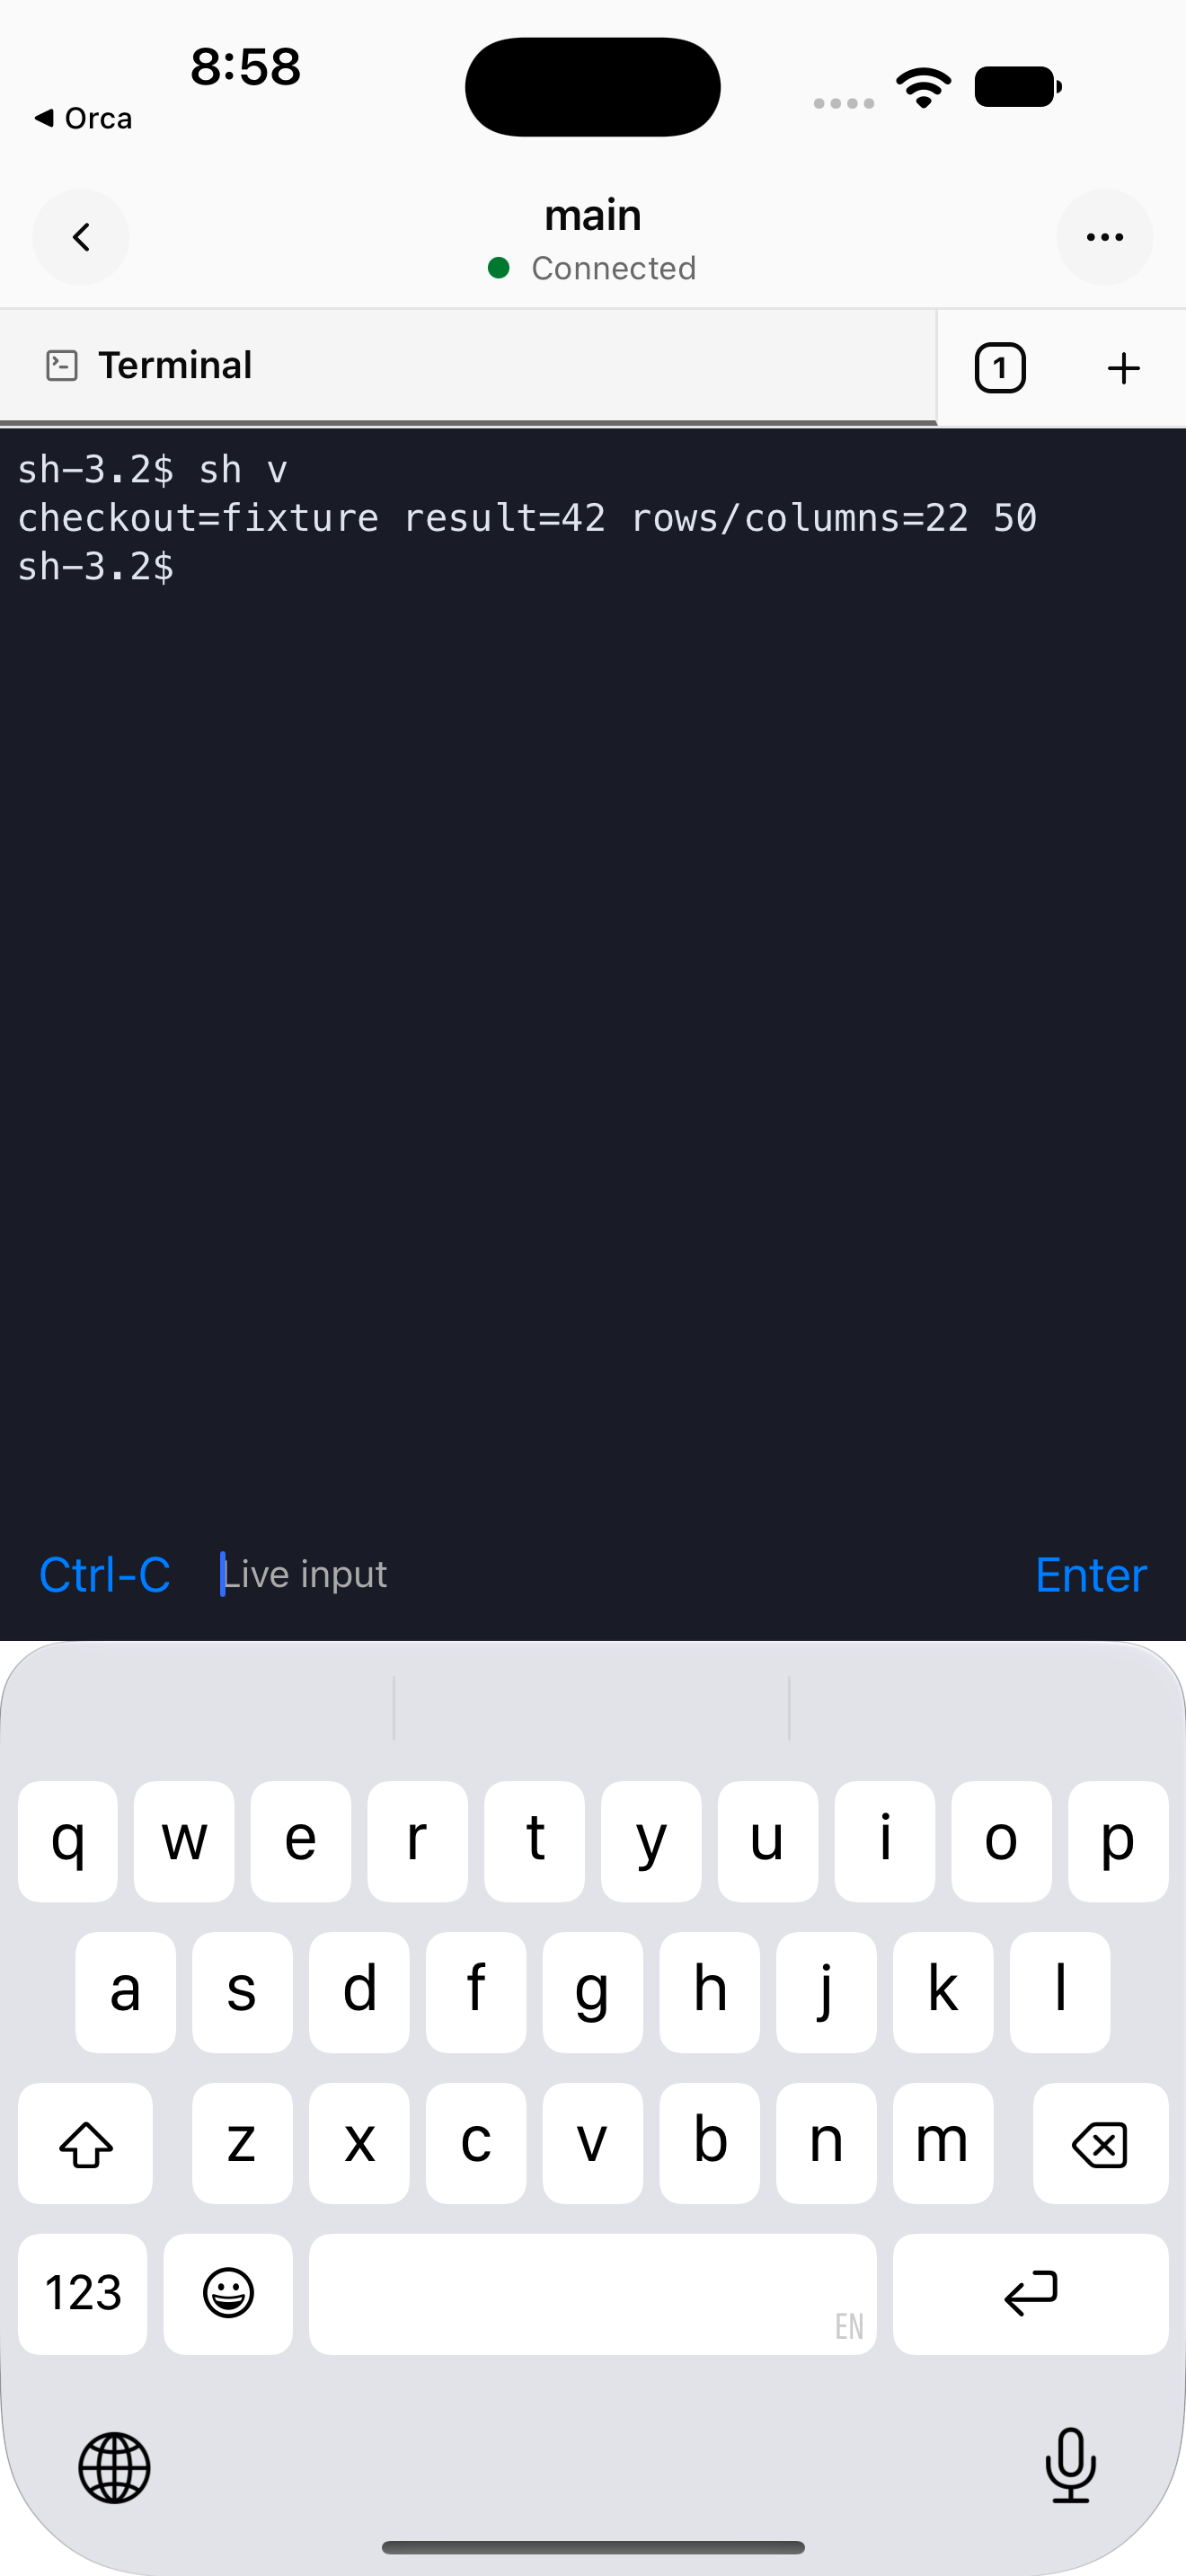 8:58
◀ Orca
main
Connected
Terminal
1
sh-3.2$ sh v
checkout=fixture result=42 rows/columns=22 50
sh-3.2$
Ctrl-C Live input Enter
q w e r t y u i o p
a s d f g h j k l
z x c v b n m
123
EN